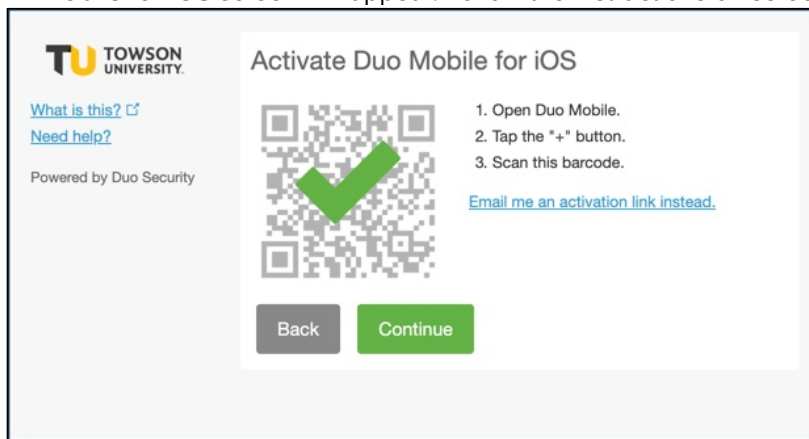 TU TOWSON
UNIVERSITY.
What is this?
Need help?
Powered by Duo Security
Activate Duo Mobile for iOS
1. Open Duo Mobile.
2. Tap the "+" button.
3. Scan this barcode.
Email me an activation link instead.
Back
Continue